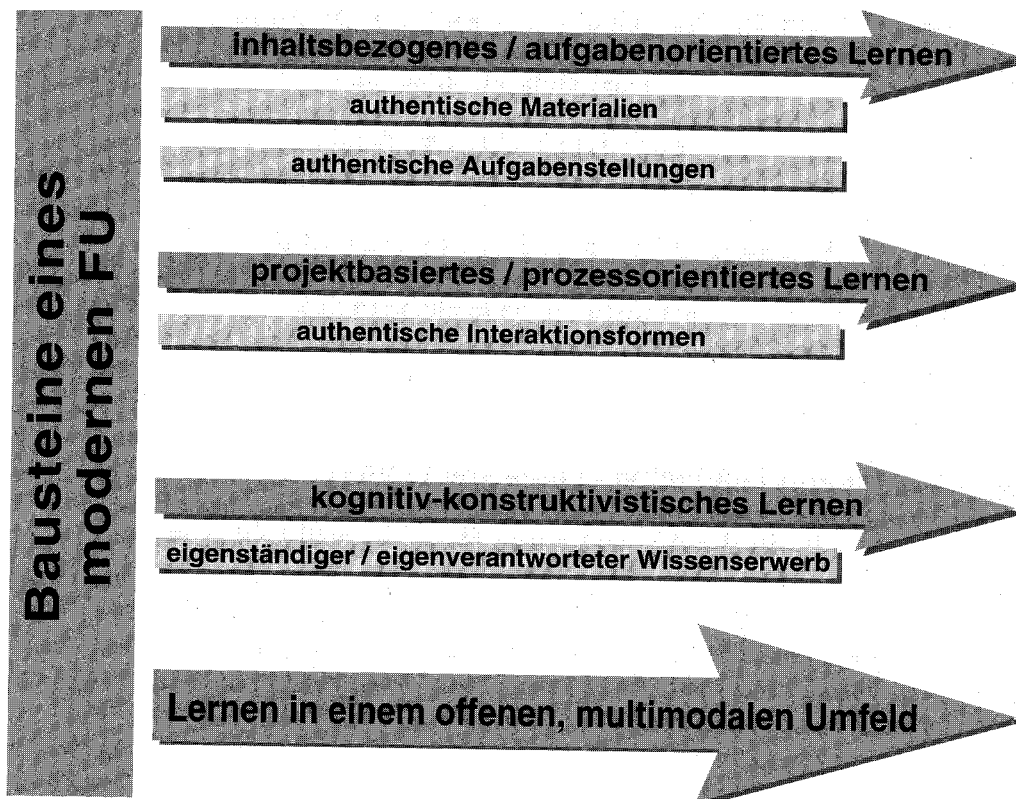 Bausteine eines
modernen FU
inhaltsbezogenes / aufgabenorientiertes Lernen
authentische Materialien
authentische Aufgabenstellungen
projektbasiertes / prozessorientiertes Lernen
authentische Interaktionsformen
kognitiv-konstruktivistisches Lernen
eigenständiger / eigenverantworteter Wissenserwerb
Lernen in einem offenen, multimodalen Umfeld